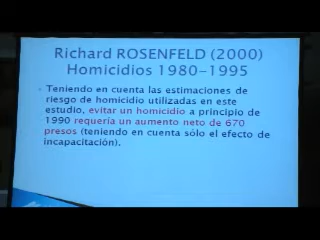 Richard ROSENFELD (2000)
Homicidios 1980-1995
Teniendo en cuenta las estimaciones de
riesgo de homicidio utilizadas en este
estudio, evitar un homicidio a principio de
1990 requería un aumento neto de 670
presos (teniendo en cuenta sólo el efecto de
incapacitación).